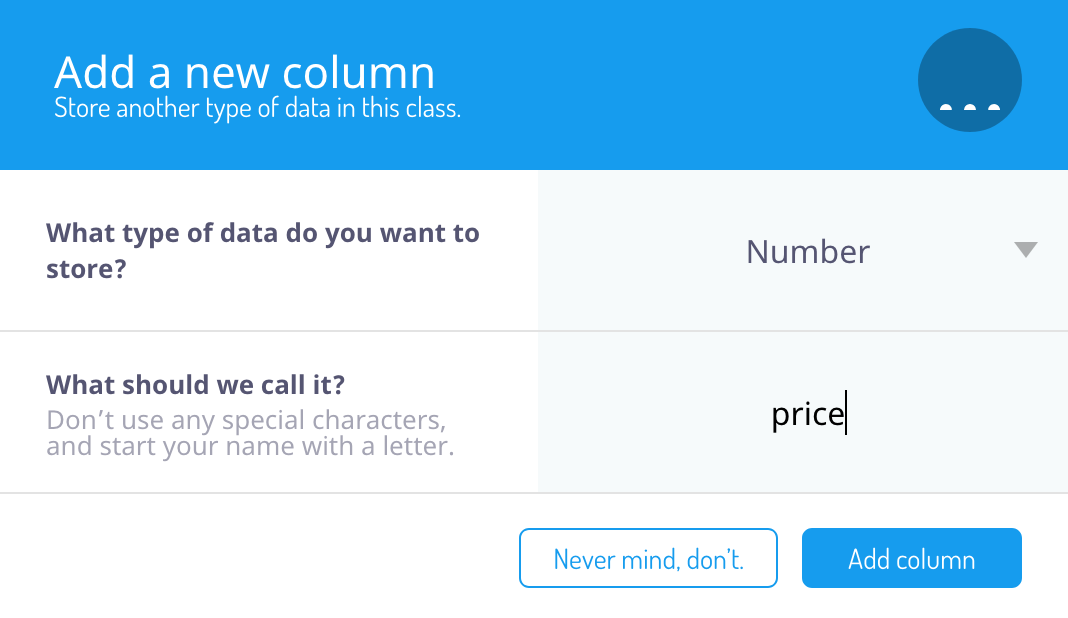 Add a new column
Store another type of data in this class.
What type of data do you want to
store?
Number
What should we call it?
Don’t use any special characters,
and start your name with a letter.
price
Never mind, don’t.
Add column